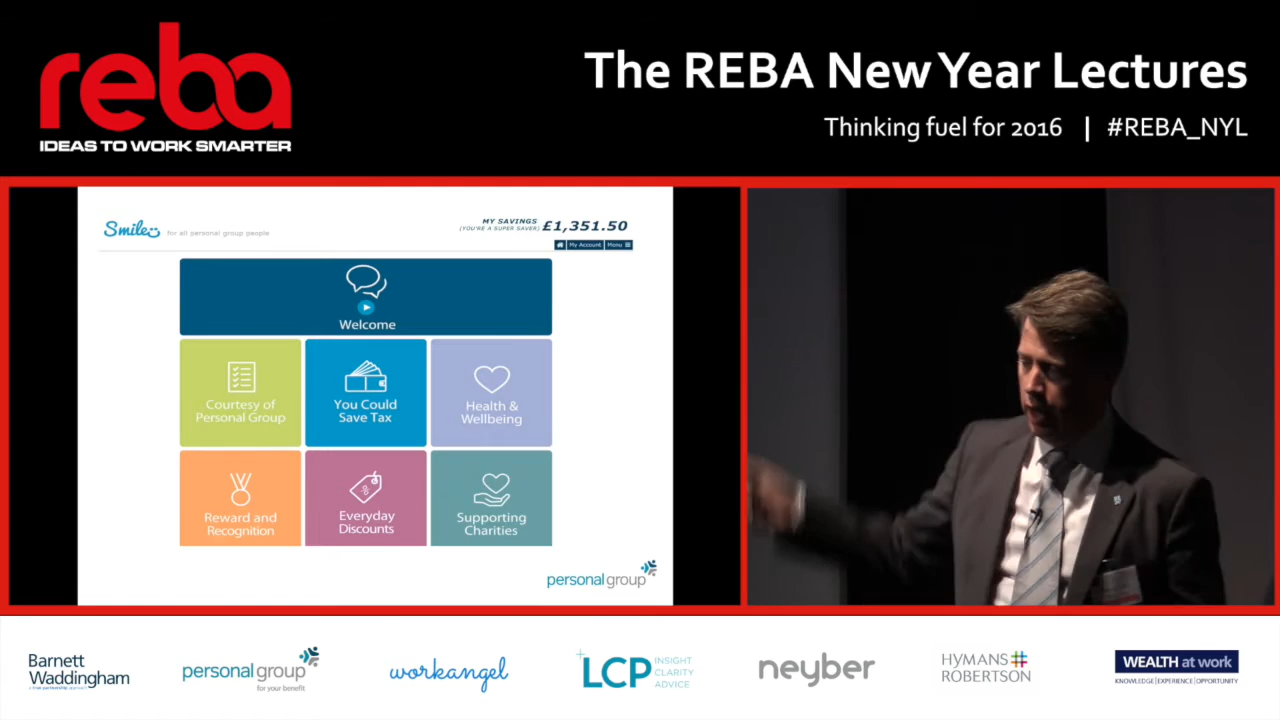 reba
IDEAS TO WORK SMARTER
The REBA New Year Lectures
Thinking fuel for 2016 | #REBA_NYL
Smile
for all personal group people
MY SAVINGS
(YOU'RE A SUPER SAVER)
£1,351.50
My Account
Menu
Welcome
Courtesy of
Personal Group
You Could
Save Tax
Health &
Wellbeing
Reward and
Recognition
Everyday
Discounts
Supporting
Charities
personal group
Barnett
Waddingham
a true partnership approach
personal group
for your benefit
workangel
LCP
INSIGHT
CLARITY
ADVICE
neyber
HYMANS
ROBERTSON
WEALTH at work
KNOWLEDGE|EXPERIENCE|OPPORTUNITY